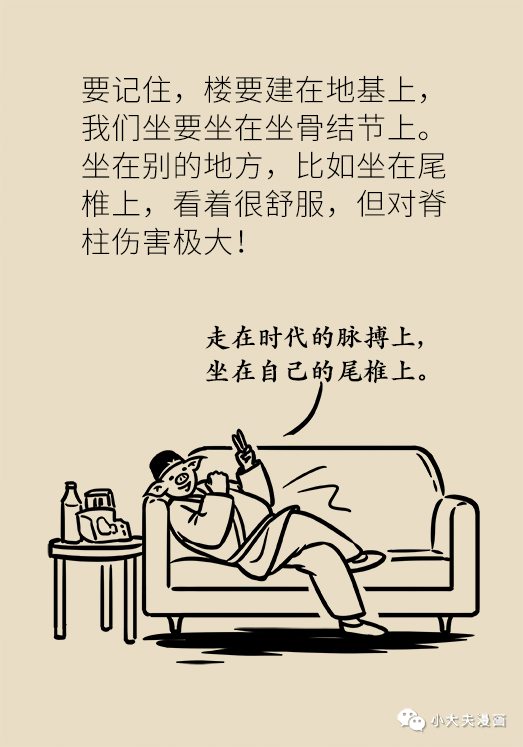 要记住，楼要建在地基上，
我们坐要坐在坐骨结节上。
坐在别的地方，比如坐在尾
椎上，看着很舒服，但对脊
柱伤害极大！
走在时代的脉搏上，
坐在自己的尾椎上。
小大夫漫画